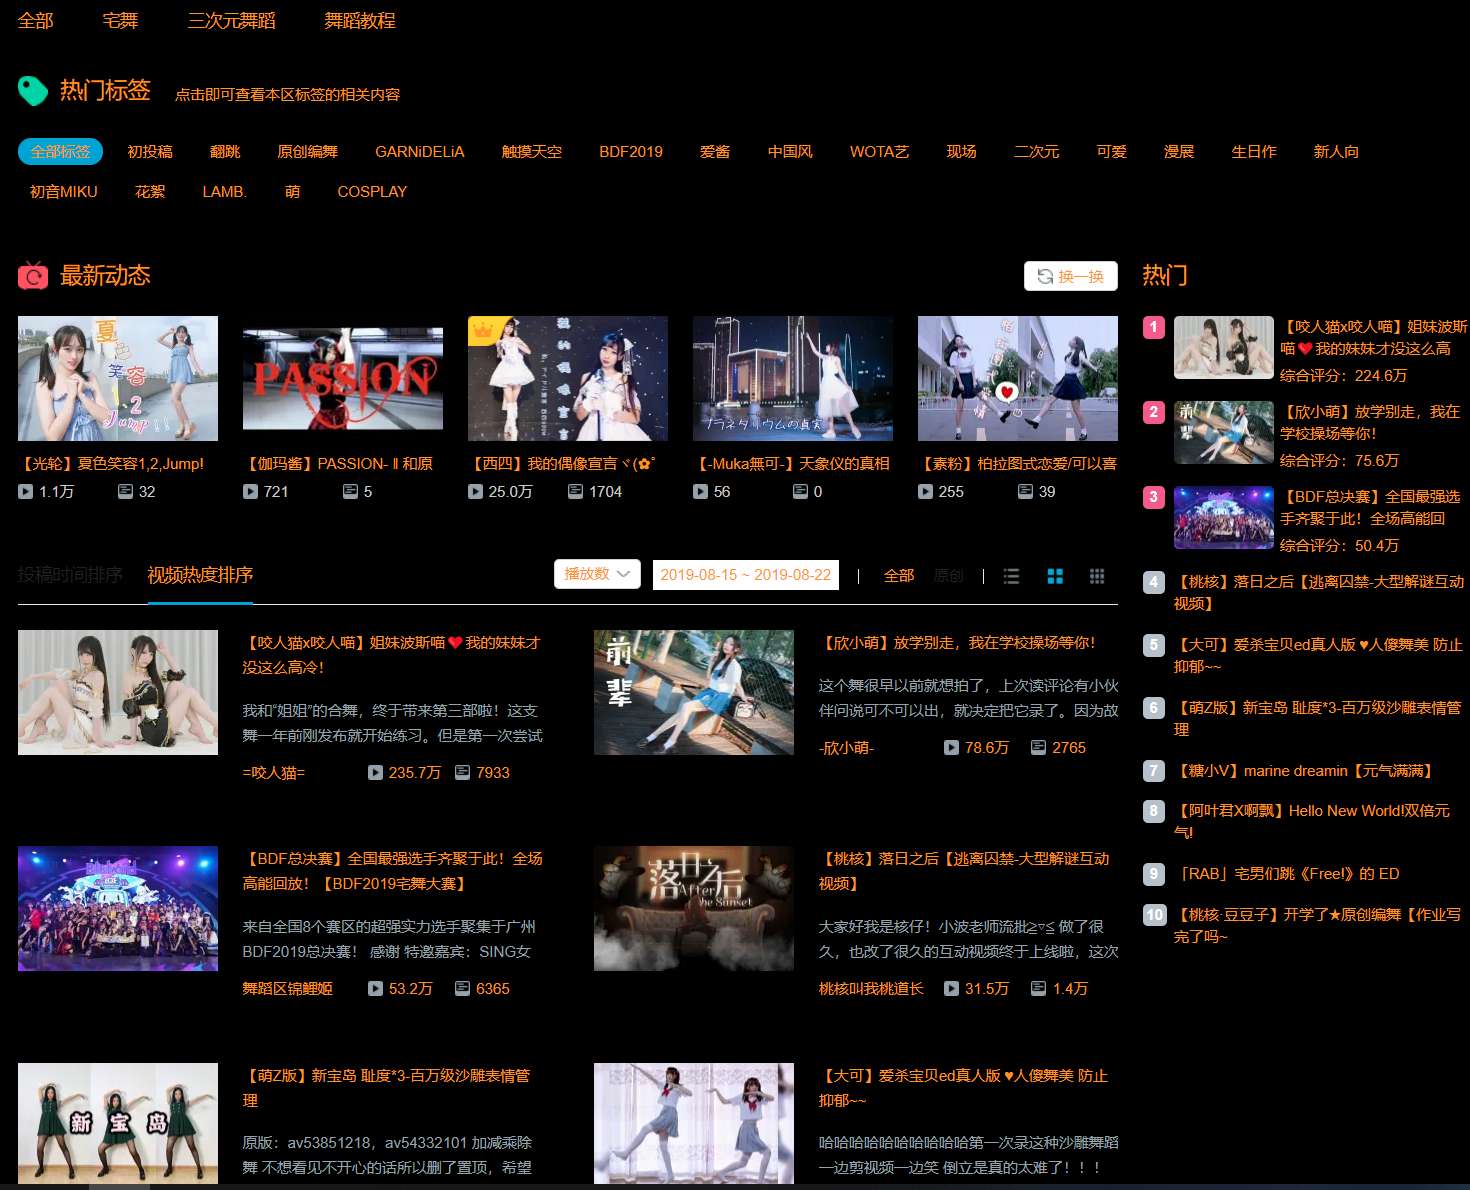 全部 宅舞 三次元舞蹈 舞蹈教程
热门标签 点击即可查看本区标签的相关内容
全部标签 初投稿 翻跳 原创编舞 GARNiDELiA 触摸天空 BDF2019 爱酱 中国风 WOTA艺 现场 二次元 可爱 漫展 生日作 新人向
初音MIKU 花絮 LAMB. 萌 COSPLAY
最新动态 换一换
夏色笑容1,2 Jump!!
PASSION
我的偶像宣言
プラネタリウムの真実
【光轮】夏色笑容1,2,Jump!
1.1万 32
【伽玛酱】PASSION-‖和原
721 5
【西四】我的偶像宣言ヾ(✿ﾟ
25.0万 1704
【-Muka無可-】天象仪的真相
56 0
【素粉】柏拉图式恋爱/可以喜
255 39
投稿时间排序 视频热度排序 播放数 2019-08-15 ~ 2019-08-22 全部 原创
【咬人猫x咬人喵】姐妹波斯喵❤我的妹妹才
没这么高冷！
我和“姐姐”的合舞，终于带来第三部啦！这支
舞一年前刚发布就开始练习。但是第一次尝试
=咬人猫= 235.7万 7933
前辈
【欣小萌】放学别走，我在学校操场等你！
这个舞很早以前就想拍了，上次读评论有小伙
伴问说可不可以出，就决定把它录了。因为故
-欣小萌- 78.6万 2765
【BDF总决赛】全国最强选手齐聚于此！全场
高能回放！【BDF2019宅舞大赛】
来自全国8个赛区的超强实力选手聚集于广州
BDF2019总决赛！ 感谢 特邀嘉宾：SING女
舞蹈区锦鲤姬 53.2万 6365
落日之后
After the Sunset
【桃核】落日之后【逃离囚禁-大型解谜互动
视频】
大家好我是核仔！小波老师流批≥▿≤ 做了很
久，也改了很久的互动视频终于上线啦，这次
桃核叫我桃道长 31.5万 1.4万
新宝岛
【萌Z版】新宝岛 耻度*3-百万级沙雕表情管
理
原版：av53851218，av54332101 加减乘除
舞 不想看见不开心的话所以删了置顶，希望
【大可】爱杀宝贝ed真人版 ♥人傻舞美 防止
抑郁~~
哈哈哈哈哈哈哈哈哈哈第一次录这种沙雕舞蹈
一边剪视频一边笑 倒立是真的太难了！！！
热门
1 【咬人猫x咬人喵】姐妹波斯
喵❤我的妹妹才没这么高
综合评分：224.6万
2 前辈 【欣小萌】放学别走，我在
学校操场等你！
综合评分：75.6万
3 【BDF总决赛】全国最强选
手齐聚于此！全场高能回
综合评分：50.4万
4 【桃核】落日之后【逃离囚禁-大型解谜互动
视频】
5 【大可】爱杀宝贝ed真人版 ♥人傻舞美 防止
抑郁~~
6 【萌Z版】新宝岛 耻度*3-百万级沙雕表情管
理
7 【糖小V】marine dreamin【元气满满】
8 【阿叶君X啊飘】Hello New World!双倍元
气!
9 「RAB」宅男们跳《Free!》的 ED
10 【桃核·豆豆子】开学了★原创编舞【作业写
完了吗~